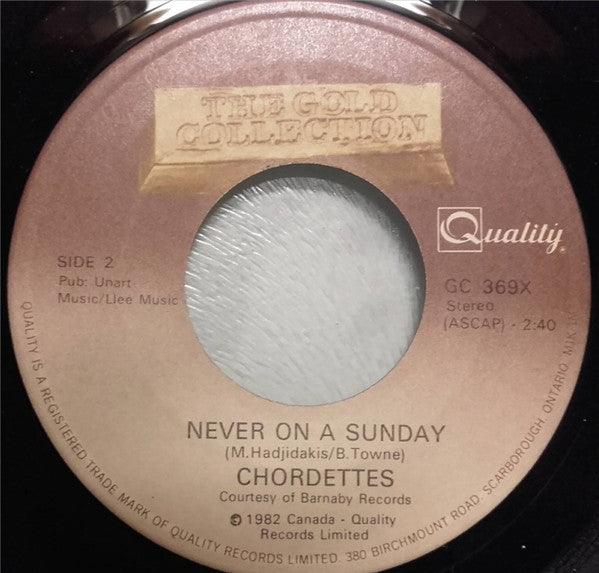 THE GOLD
COLLECTION
Quality®
SIDE 2
Pub: Unart
Music/Llee Music
GC 369X
Stereo
(ASCAP) - 2:40
NEVER ON A SUNDAY
(M.Hadjidakis/B.Towne)
CHORDETTES
Courtesy of Barnaby Records
© 1982 Canada - Quality
Records Limited
QUALITY IS A REGISTERED TRADE MARK OF QUALITY RECORDS LIMITED. 380 BIRCHMOUNT ROAD. SCARBOROUGH. ONTARIO.